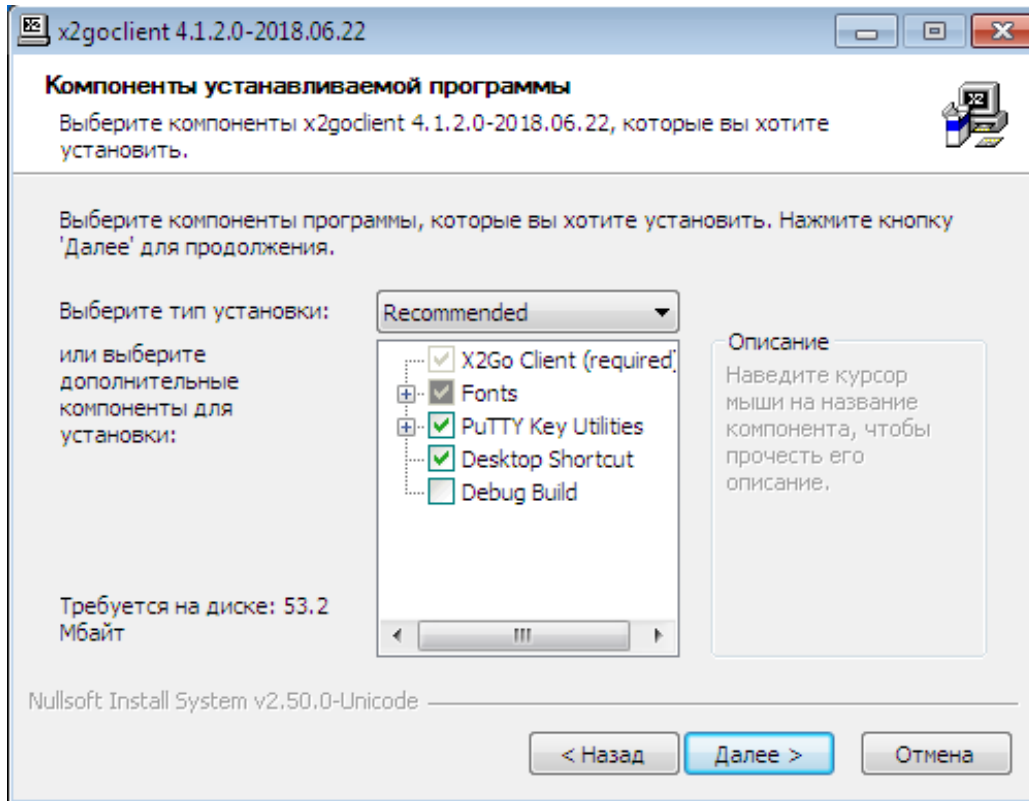 x2goclient 4.1.2.0-2018.06.22
Компоненты устанавливаемой программы
Выберите компоненты x2goclient 4.1.2.0-2018.06.22, которые вы хотите
установить.
Выберите компоненты программы, которые вы хотите установить. Нажмите кнопку
'Далее' для продолжения.
Выберите тип установки:
Recommended
или выберите
дополнительные
компоненты для
установки:
X2Go Client (required)
Fonts
PuTTY Key Utilities
Desktop Shortcut
Debug Build
Описание
Наведите курсор
мыши на название
компонента, чтобы
прочесть его
описание.
Требуется на диске: 53.2
Мбайт
Nullsoft Install System v2.50.0-Unicode
< Назад
Далее >
Отмена